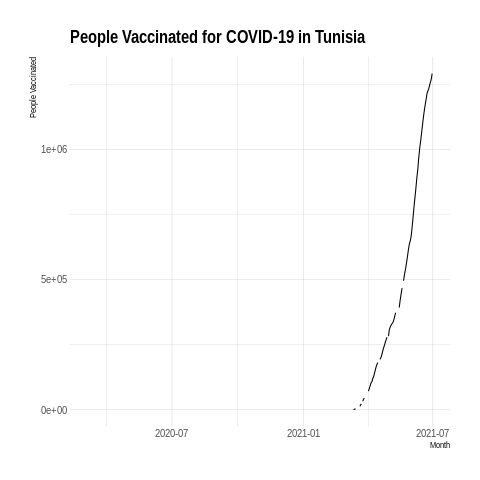 People Vaccinated for COVID-19 in Tunisia
People Vaccinated
1e+06
5e+05
0e+00
2020-07
2021-01
2021-07
Month